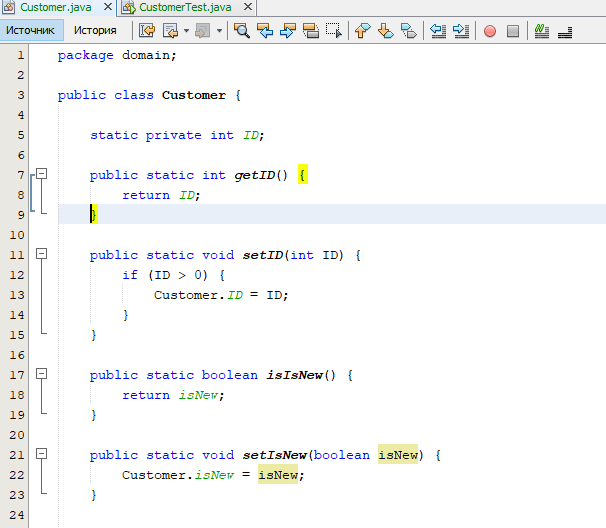 Customer.java CustomerTest.java
Источник История
1 package domain;
2
3 public class Customer {
4
5 static private int ID;
6
7 public static int getID() {
8 return ID;
9 }
10
11 public static void setID(int ID) {
12 if (ID > 0) {
13 Customer.ID = ID;
14 }
15 }
16
17 public static boolean isIsNew() {
18 return isNew;
19 }
20
21 public static void setIsNew(boolean isNew) {
22 Customer.isNew = isNew;
23 }
24